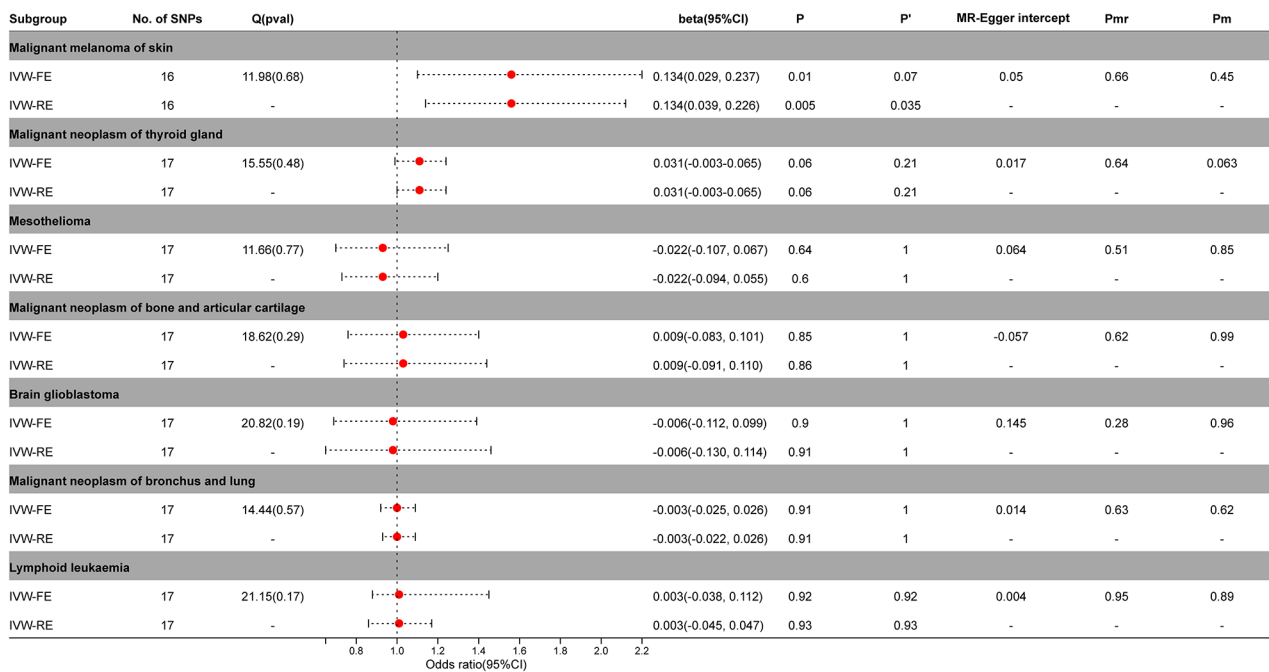 Subgroup No. of SNPs Q(pval) beta(95%CI) P P' MR-Egger intercept Pmr Pm
Malignant melanoma of skin
IVW-FE 16 11.98(0.68) 0.134(0.029, 0.237) 0.01 0.07 0.05 0.66 0.45
IVW-RE 16 - 0.134(0.039, 0.226) 0.005 0.035 - - -
Malignant neoplasm of thyroid gland
IVW-FE 17 15.55(0.48) 0.031(-0.003-0.065) 0.06 0.21 0.017 0.64 0.063
IVW-RE 17 - 0.031(-0.003-0.065) 0.06 0.21 - - -
Mesothelioma
IVW-FE 17 11.66(0.77) -0.022(-0.107, 0.067) 0.64 1 0.064 0.51 0.85
IVW-RE 17 - -0.022(-0.094, 0.055) 0.6 1 - - -
Malignant neoplasm of bone and articular cartilage
IVW-FE 17 18.62(0.29) 0.009(-0.083, 0.101) 0.85 1 -0.057 0.62 0.99
IVW-RE 17 - 0.009(-0.091, 0.110) 0.86 1 - - -
Brain glioblastoma
IVW-FE 17 20.82(0.19) -0.006(-0.112, 0.099) 0.9 1 0.145 0.28 0.96
IVW-RE 17 - -0.006(-0.130, 0.114) 0.91 1 - - -
Malignant neoplasm of bronchus and lung
IVW-FE 17 14.44(0.57) -0.003(-0.025, 0.026) 0.91 1 0.014 0.63 0.62
IVW-RE 17 - -0.003(-0.022, 0.026) 0.91 1 - - -
Lymphoid leukaemia
IVW-FE 17 21.15(0.17) 0.003(-0.038, 0.112) 0.92 0.92 0.004 0.95 0.89
IVW-RE 17 - 0.003(-0.045, 0.047) 0.93 0.93 - - -
0.8 1.0 1.2 1.4 1.6 1.8 2.0 2.2
Odds ratio(95%CI)